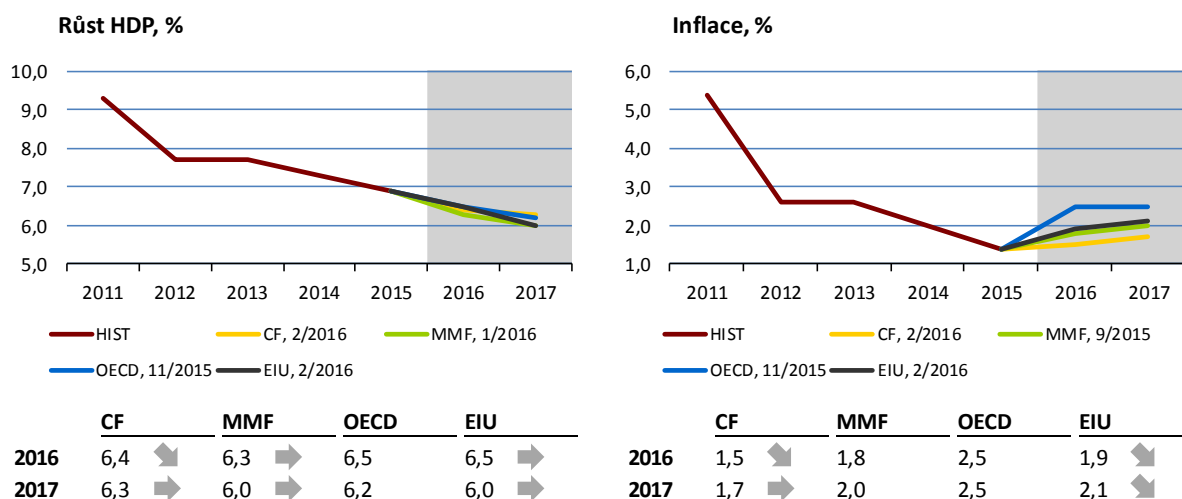 Růst HDP, %
10,0
9,0
8,0
7,0
6,0
5,0
2011 2012 2013 2014 2015 2016 2017
HIST CF, 2/2016 MMF, 1/2016
OECD, 11/2015 EIU, 2/2016
CF MMF OECD EIU
2016 6,4 6,3 6,5 6,5
2017 6,3 6,0 6,2 6,0
Inflace, %
6,0
5,0
4,0
3,0
2,0
1,0
2011 2012 2013 2014 2015 2016 2017
HIST CF, 2/2016 MMF, 9/2015
OECD, 11/2015 EIU, 2/2016
CF MMF OECD EIU
2016 1,5 1,8 2,5 1,9
2017 1,7 2,0 2,5 2,1